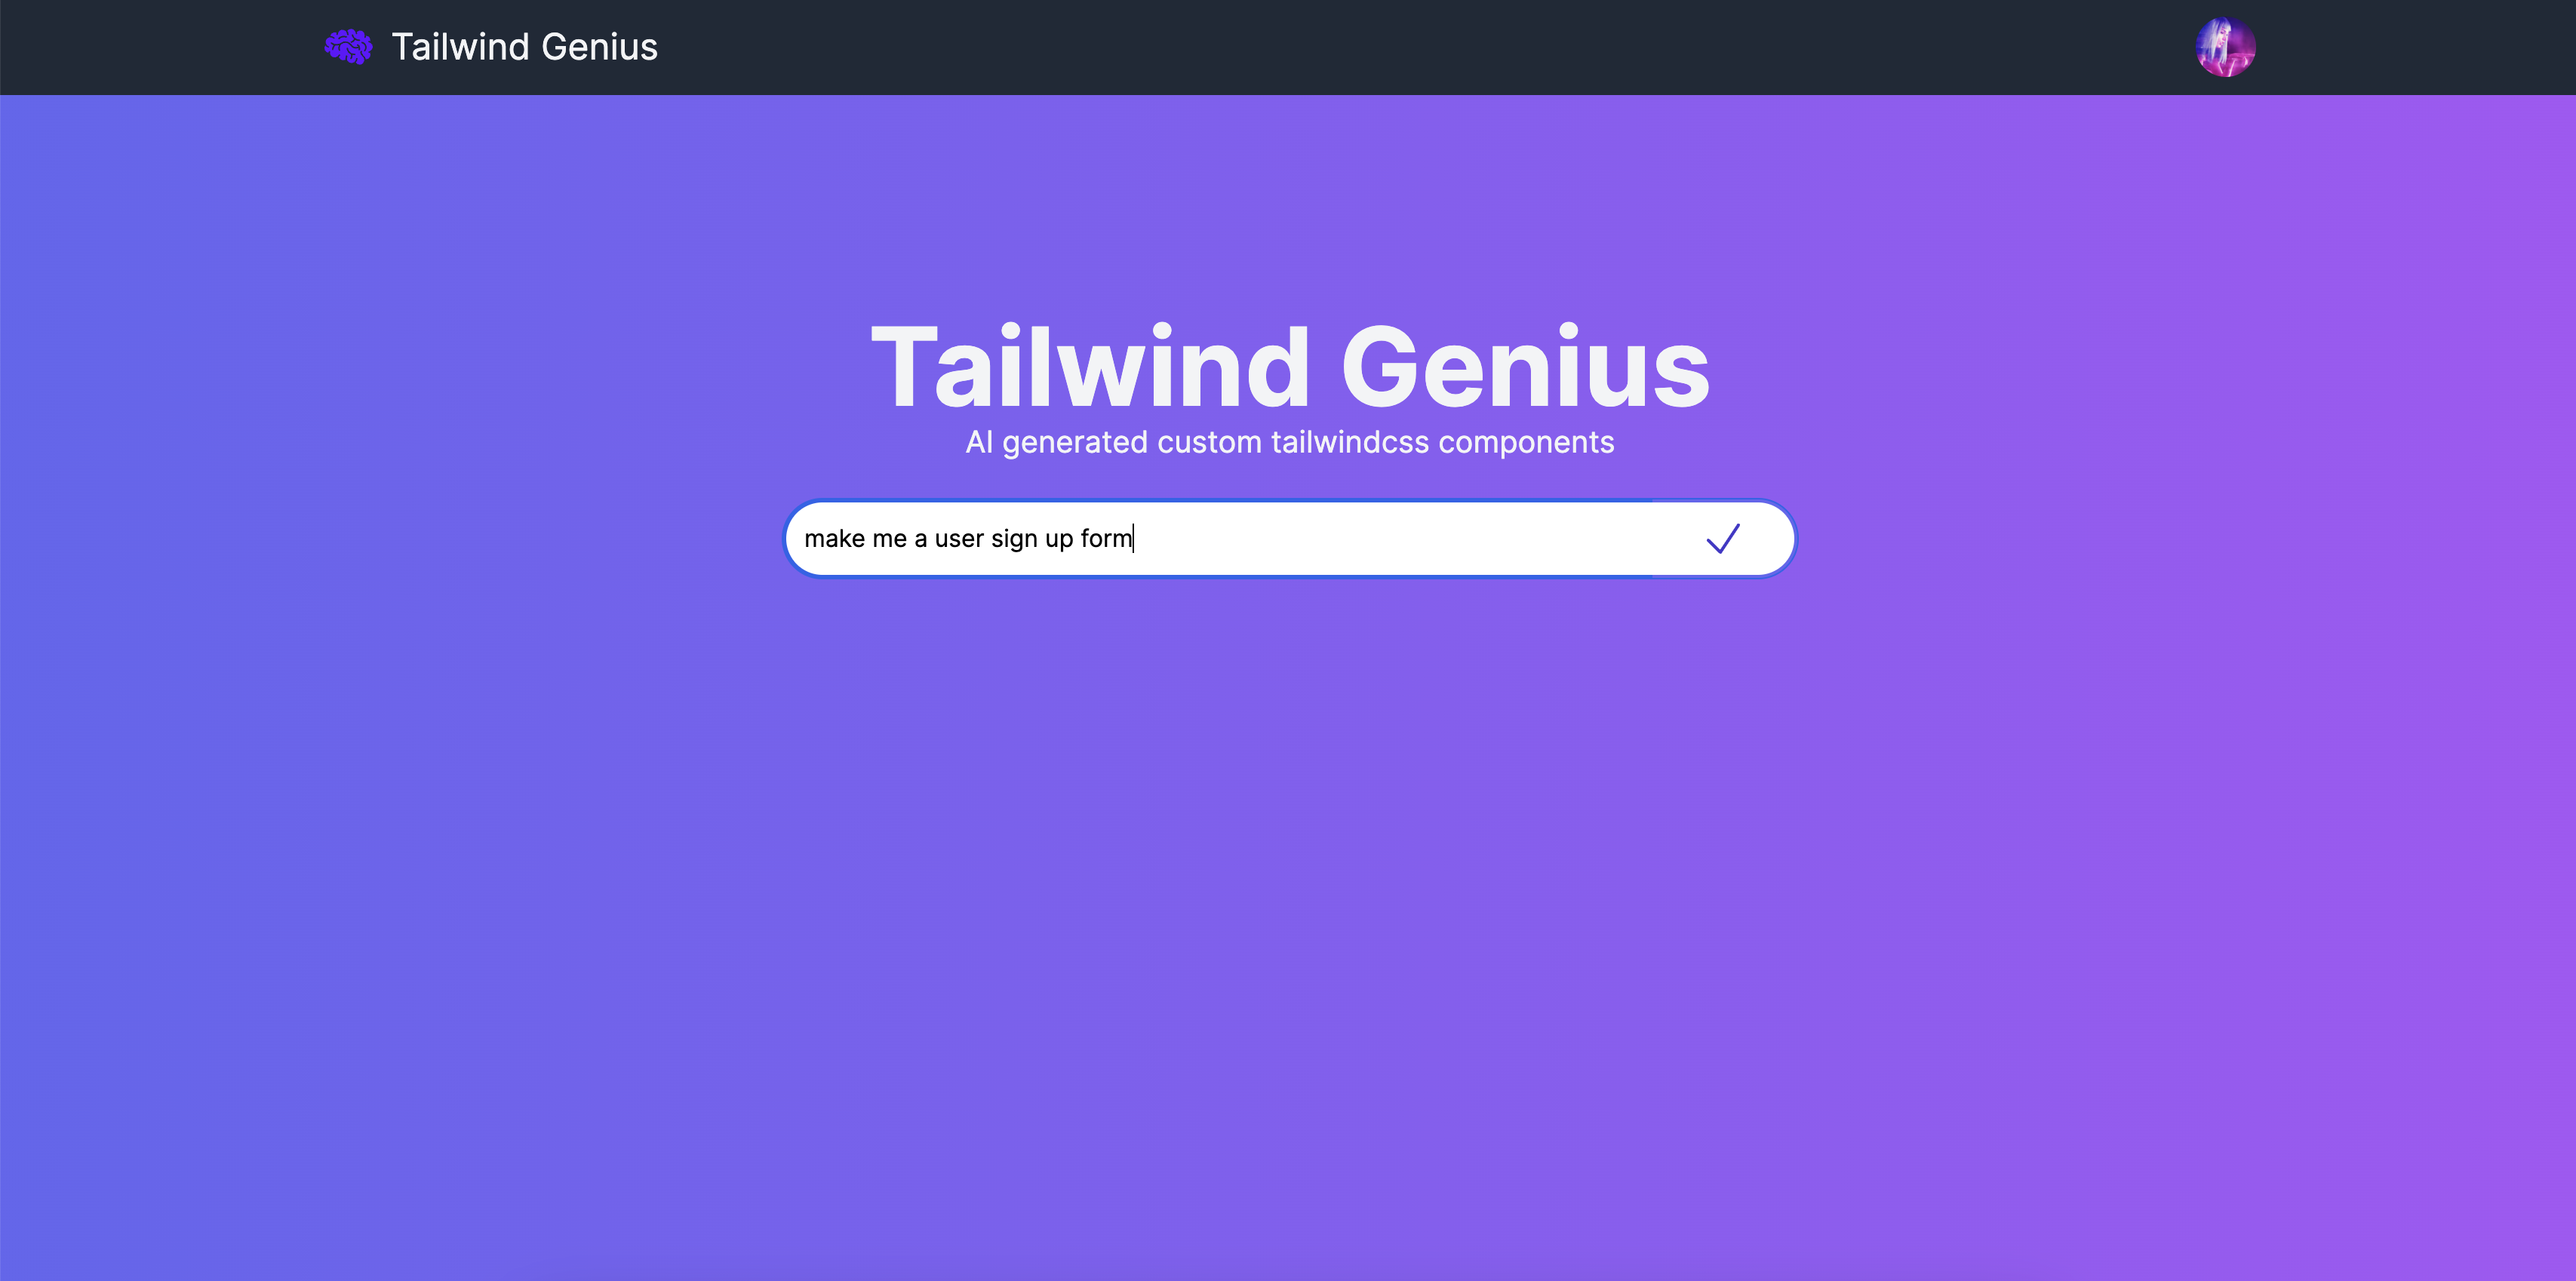 Tailwind Genius
Tailwind Genius
AI generated custom tailwindcss components
make me a user sign up form